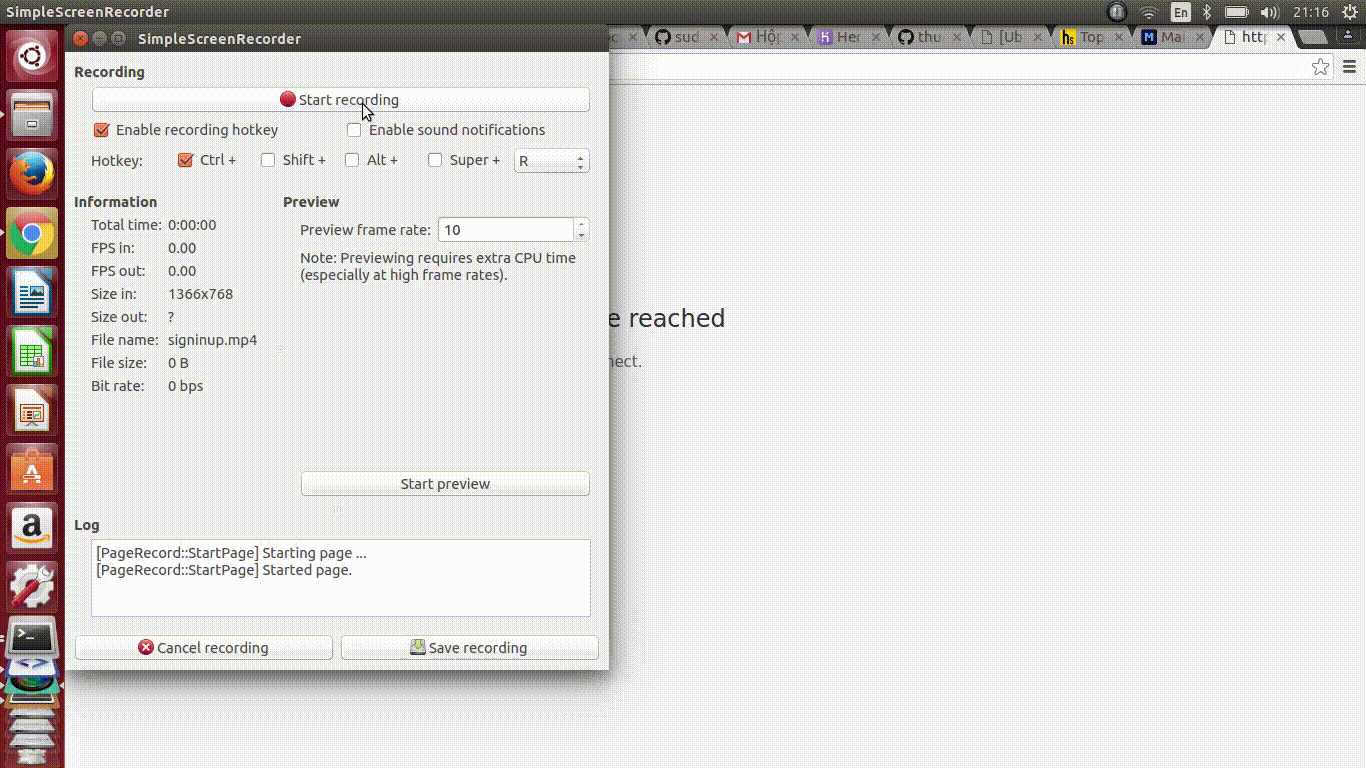 SimpleScreenRecorder
En
21:16
SimpleScreenRecorder
sud
Hộp
Her
thu
[Ub
hs Top
M Mai
http
Recording
Start recording
Enable recording hotkey Enable sound notifications
Hotkey: Ctrl + Shift + Alt + Super + R
Information
Total time: 0:00:00
FPS in: 0.00
FPS out: 0.00
Size in: 1366x768
Size out: ?
File name: signinup.mp4
File size: 0 B
Bit rate: 0 bps
Preview
Preview frame rate: 10
Note: Previewing requires extra CPU time
(especially at high frame rates).
Start preview
e reached
nect.
Log
[PageRecord::StartPage] Starting page ...
[PageRecord::StartPage] Started page.
Cancel recording Save recording